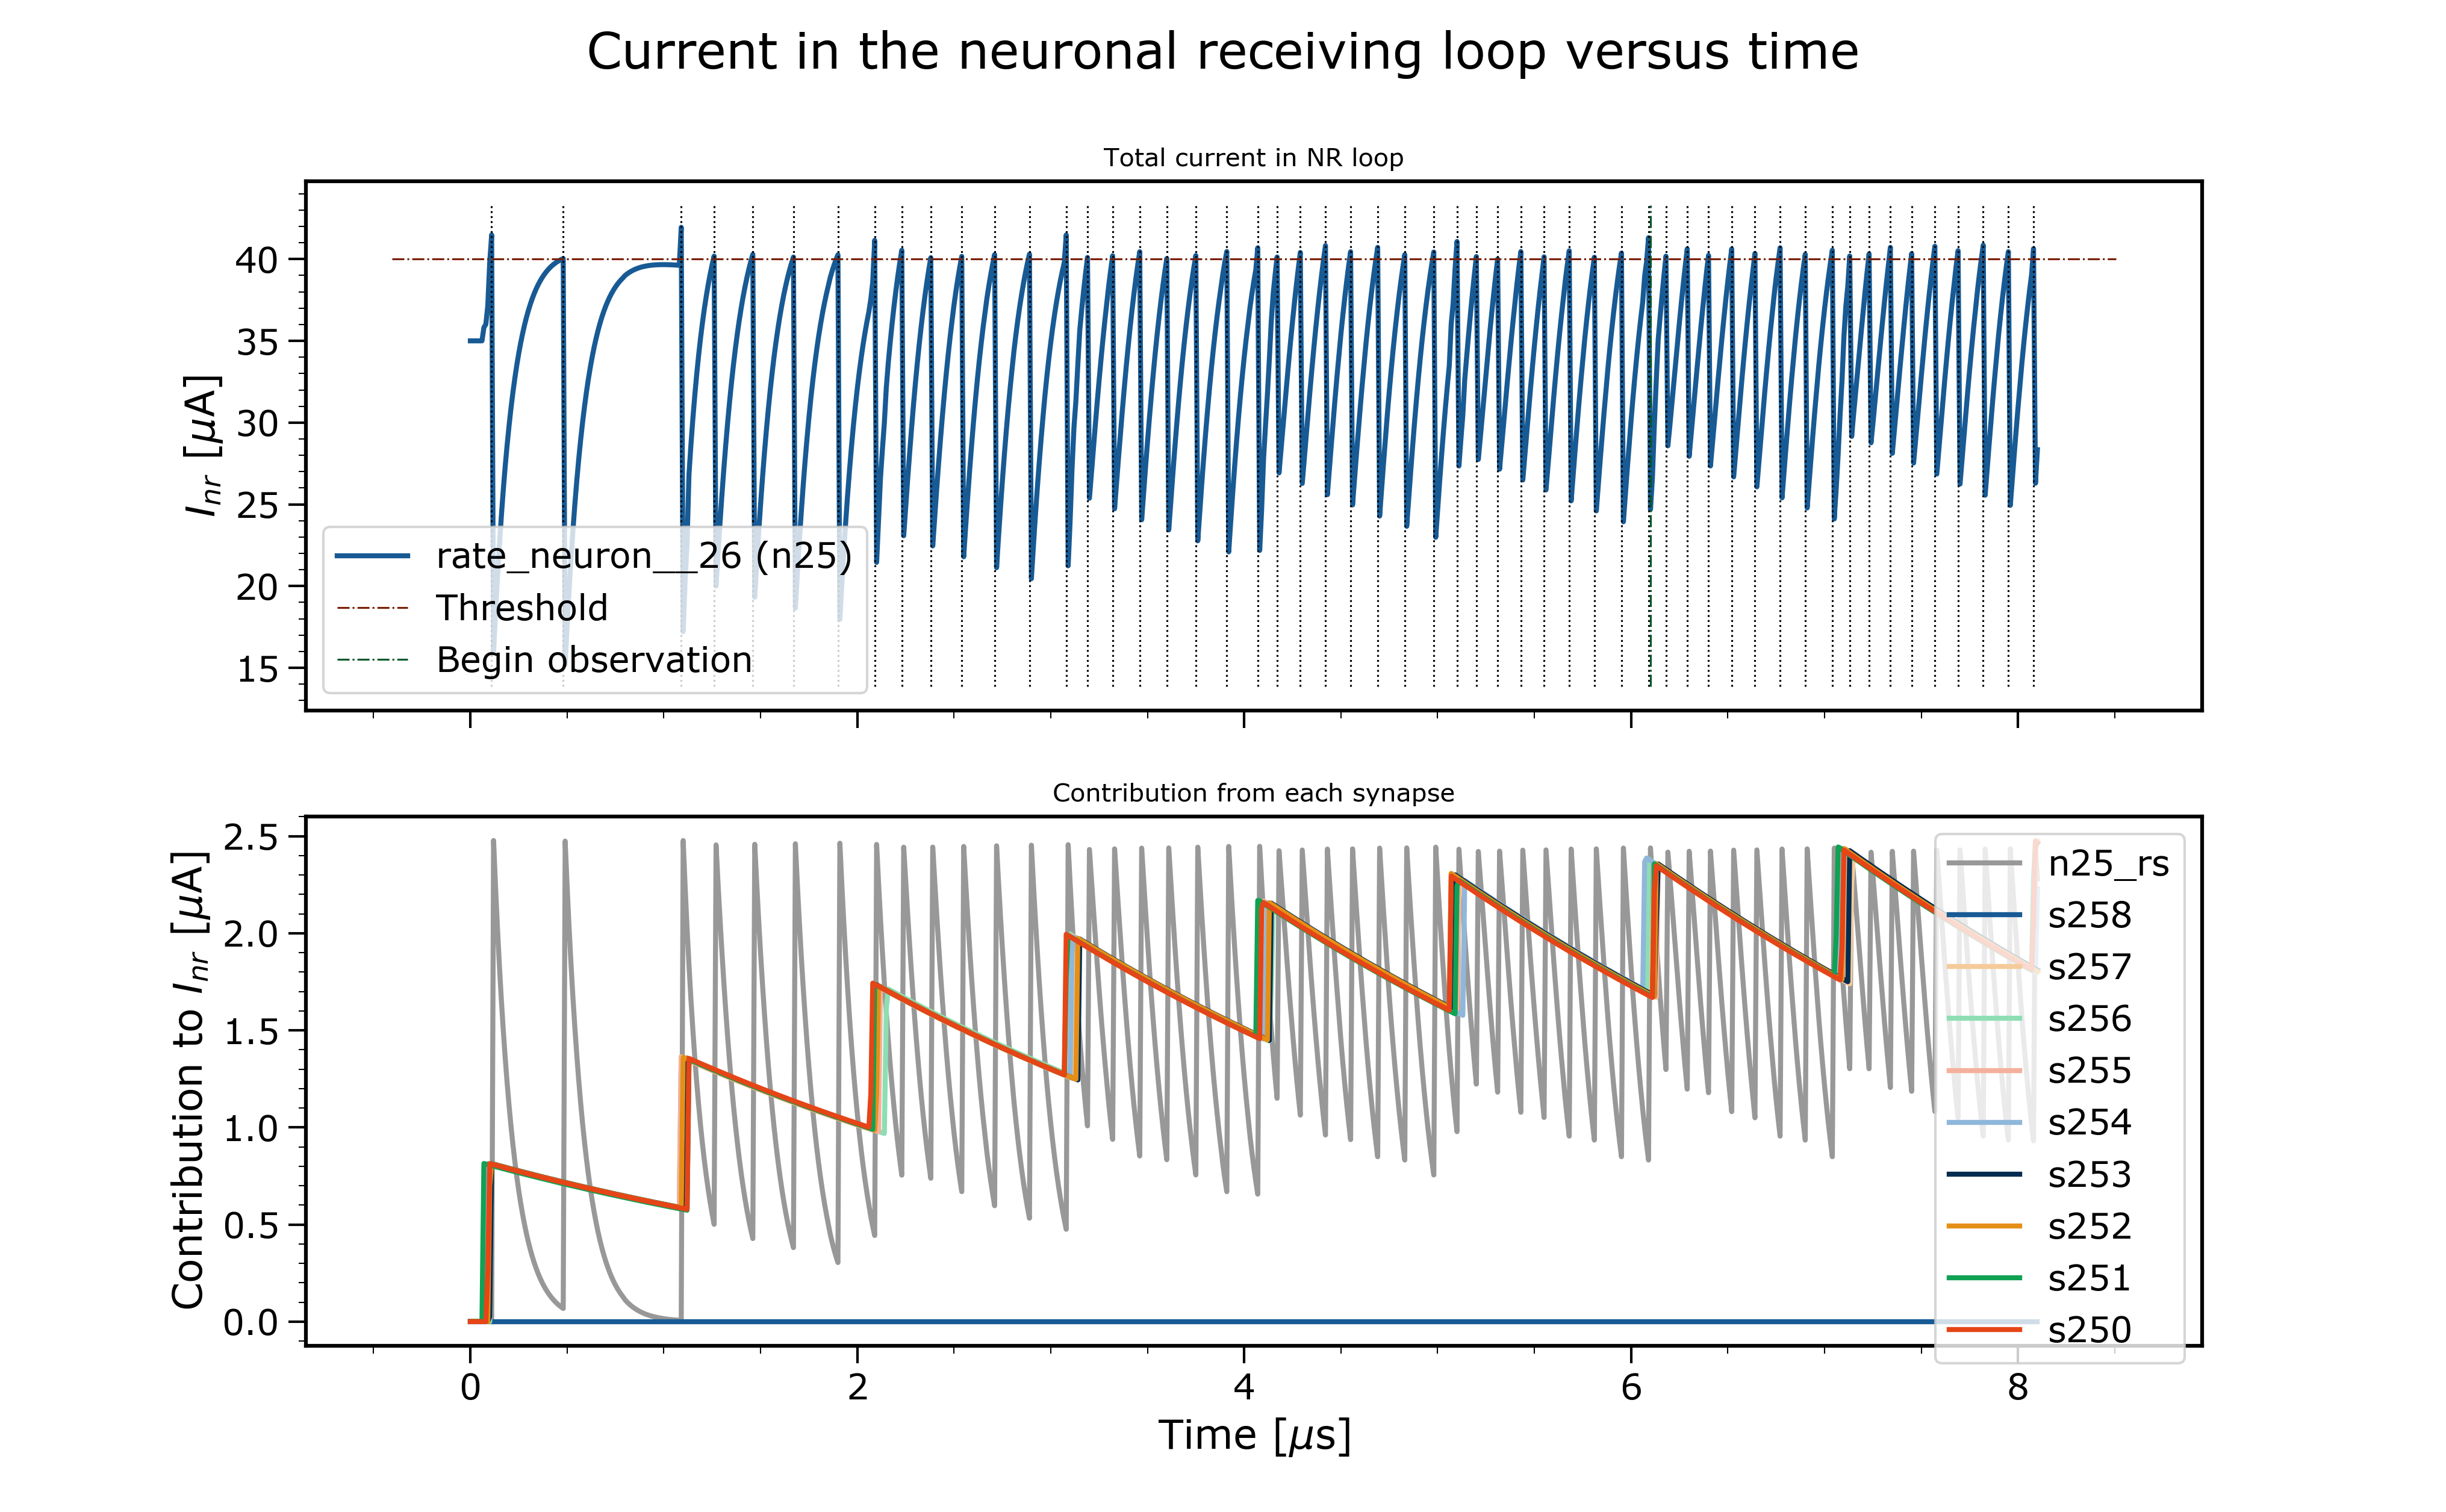 Current in the neuronal receiving loop versus time
Total current in NR loop
40
35
30
25
20
15
I_nr [μA]
rate_neuron__26 (n25)
Threshold
Begin observation
Contribution from each synapse
2.5
2.0
1.5
1.0
0.5
0.0
Contribution to I_nr [μA]
n25_rs
s258
s257
s256
s255
s254
s253
s252
s251
s250
0 2 4 6 8
Time [μs]